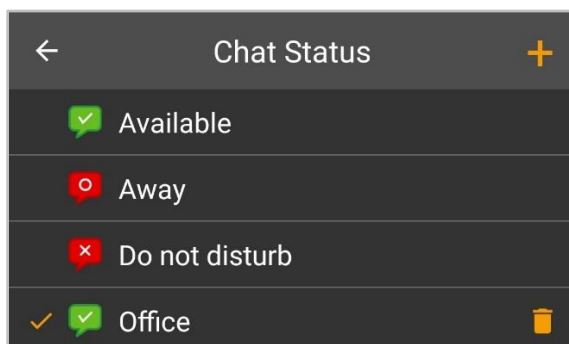 Chat Status
Available
Away
Do not disturb
Office